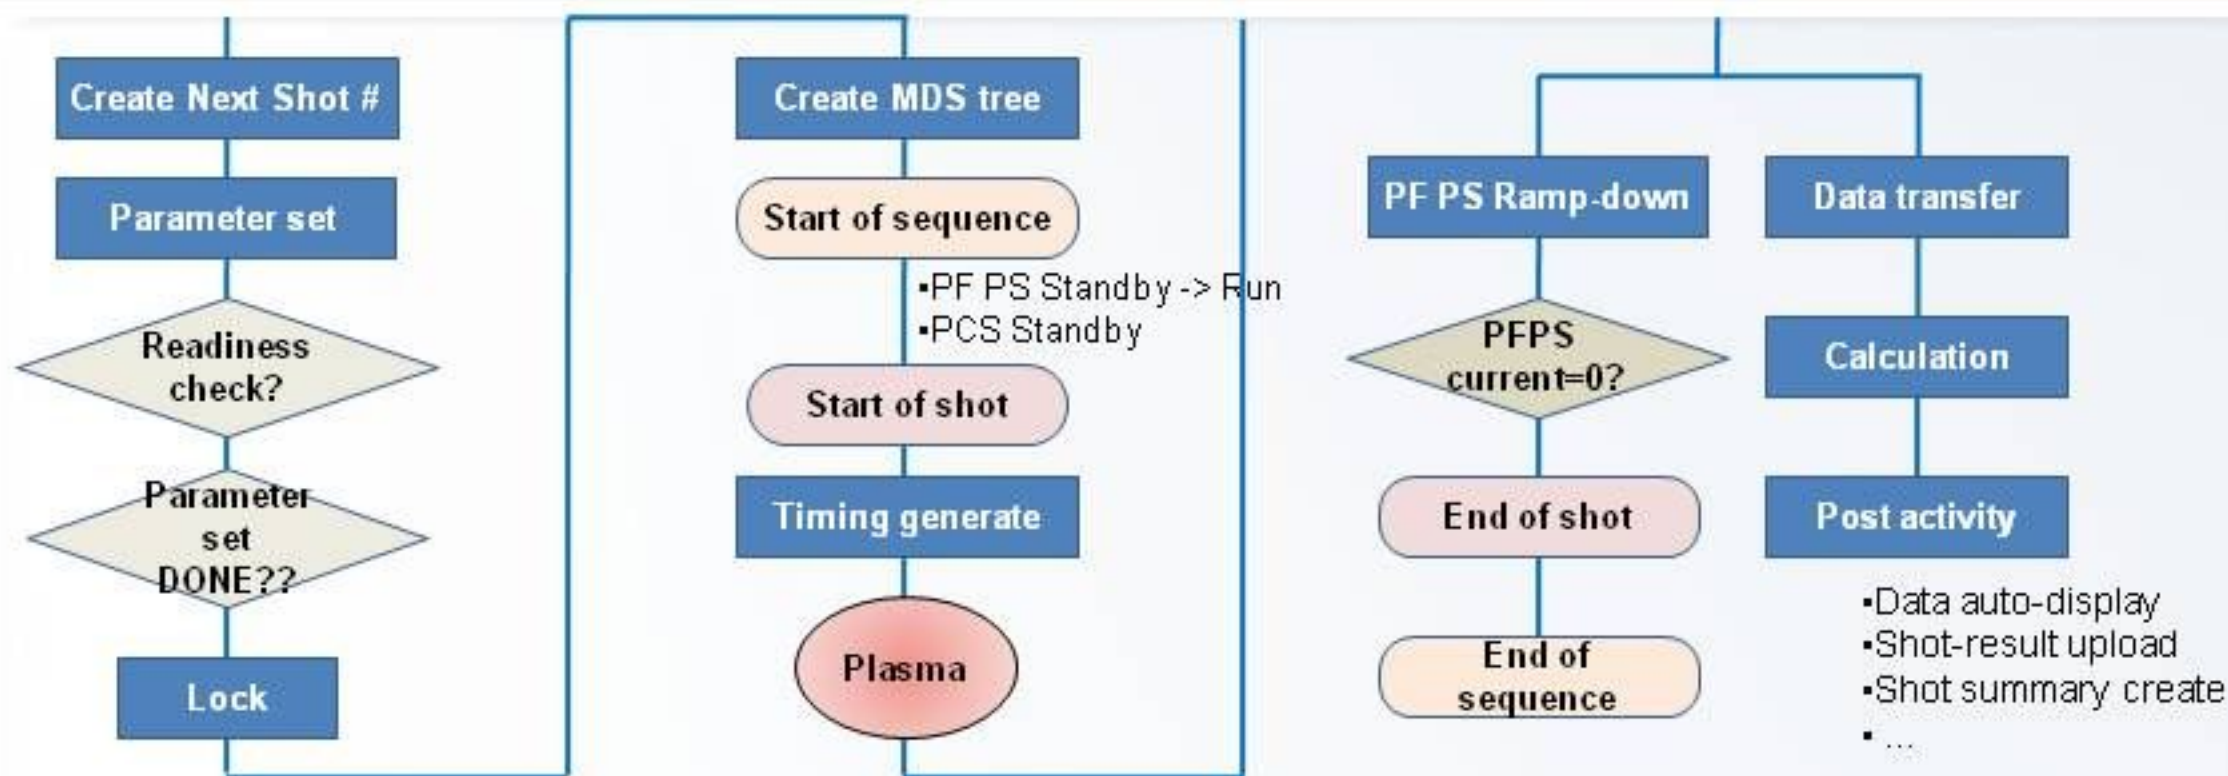 Create Next Shot #
Parameter set
Readiness
check?
Parameter
set
DONE??
Lock
Create MDS tree
Start of sequence
▪PF PS Standby -> Run
▪PCS Standby
Start of shot
Timing generate
Plasma
PF PS Ramp-down
PFPS
current=0?
End of shot
End of
sequence
Data transfer
Calculation
Post activity
▪Data auto-display
▪Shot-result upload
▪Shot summary create
▪ ...